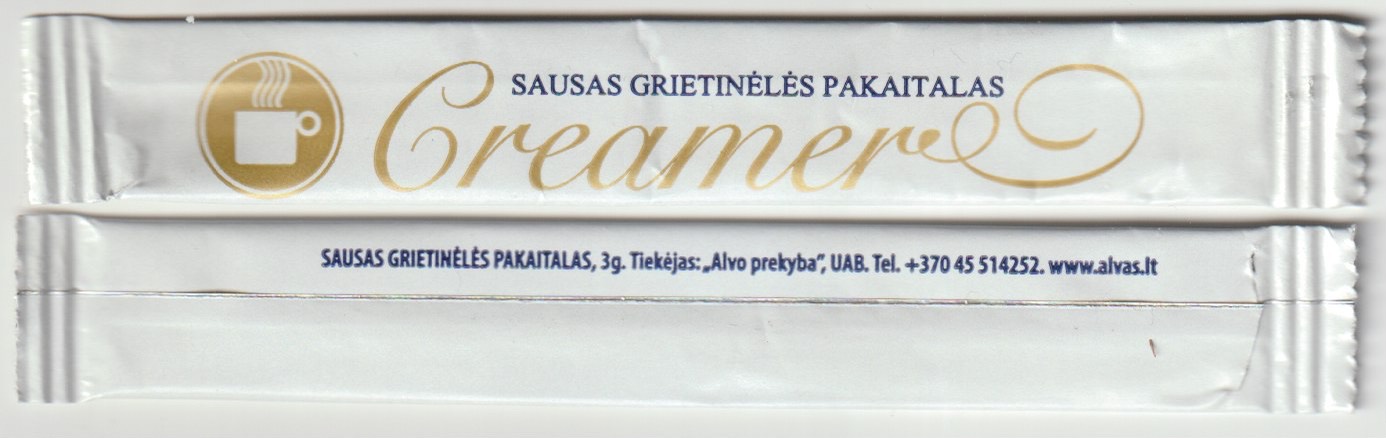 SAUSAS GRIETINĖLĖS PAKAITALAS
Creamer
SAUSAS GRIETINĖLĖS PAKAITALAS, 3g. Tiekėjas: „Alvo prekyba”, UAB. Tel. +370 45 514252. www.alvas.lt